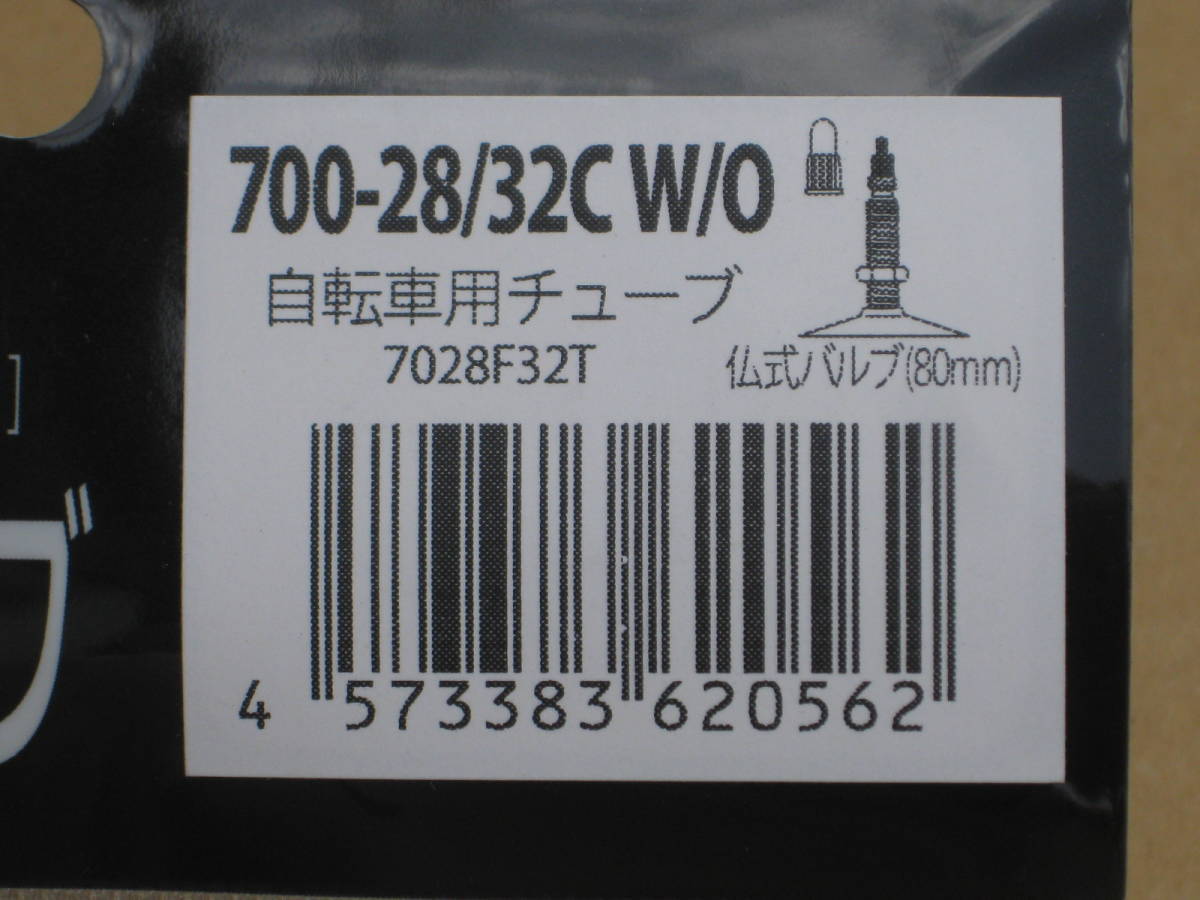 700-28/32C W/O
自転車用チューブ
7028F32T
仏式バルブ(80mm)
4 573383 620562